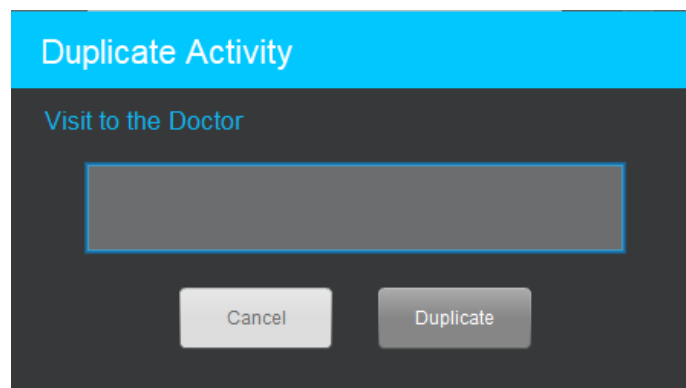 Duplicate Activity
Visit to the Doctor
Cancel
Duplicate